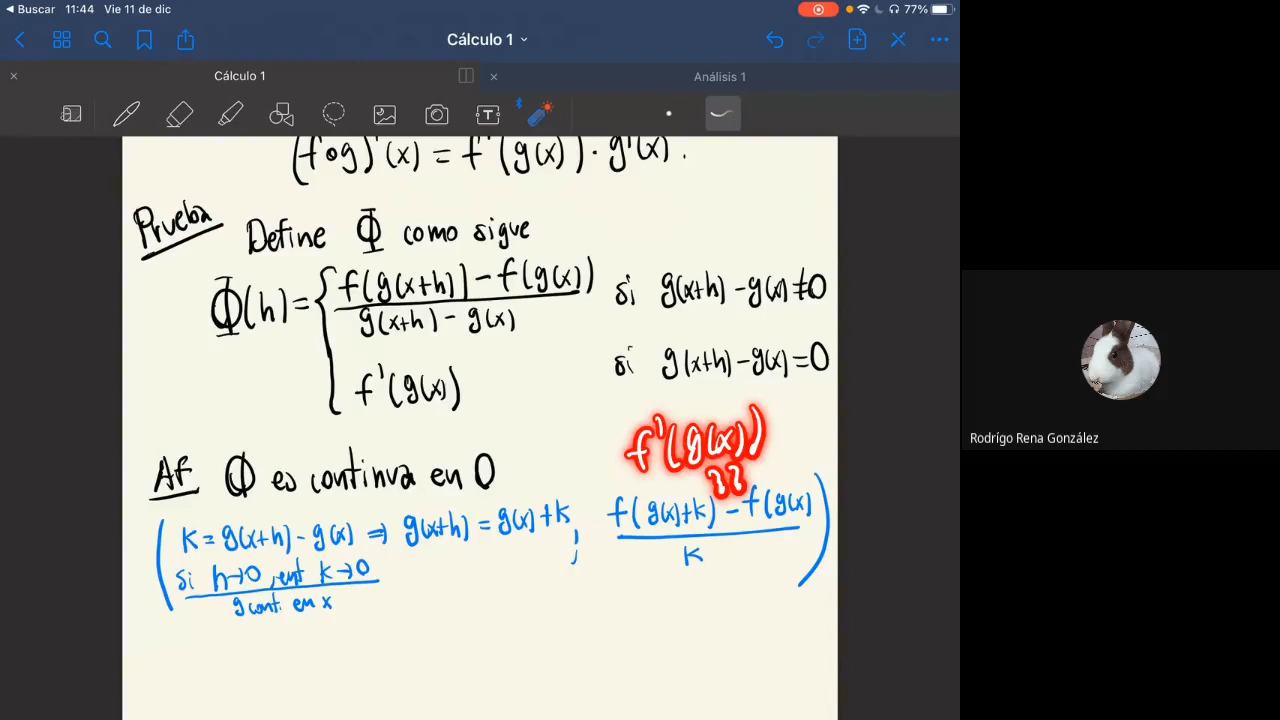 Buscar 11:44 Vie 11 de dic 77%
Cálculo 1
Cálculo 1 Análisis 1
(f∘g)'(x) = f'(g(x)) · g'(x).
Prueba Define Φ como sigue
Φ(h) = { f(g(x+h)) - f(g(x)) / g(x+h) - g(x) si g(x+h) - g(x) ≠ 0
f'(g(x)) si g(x+h) - g(x) = 0
f'(g(x))
Af Φ es continua en 0
(K = g(x+h) - g(x) ⇒ g(x+h) = g(x) + K ; f(g(x)+K) - f(g(x) / K)
si h→0, ent K→0
g cont. en x
Rodrígo Rena González